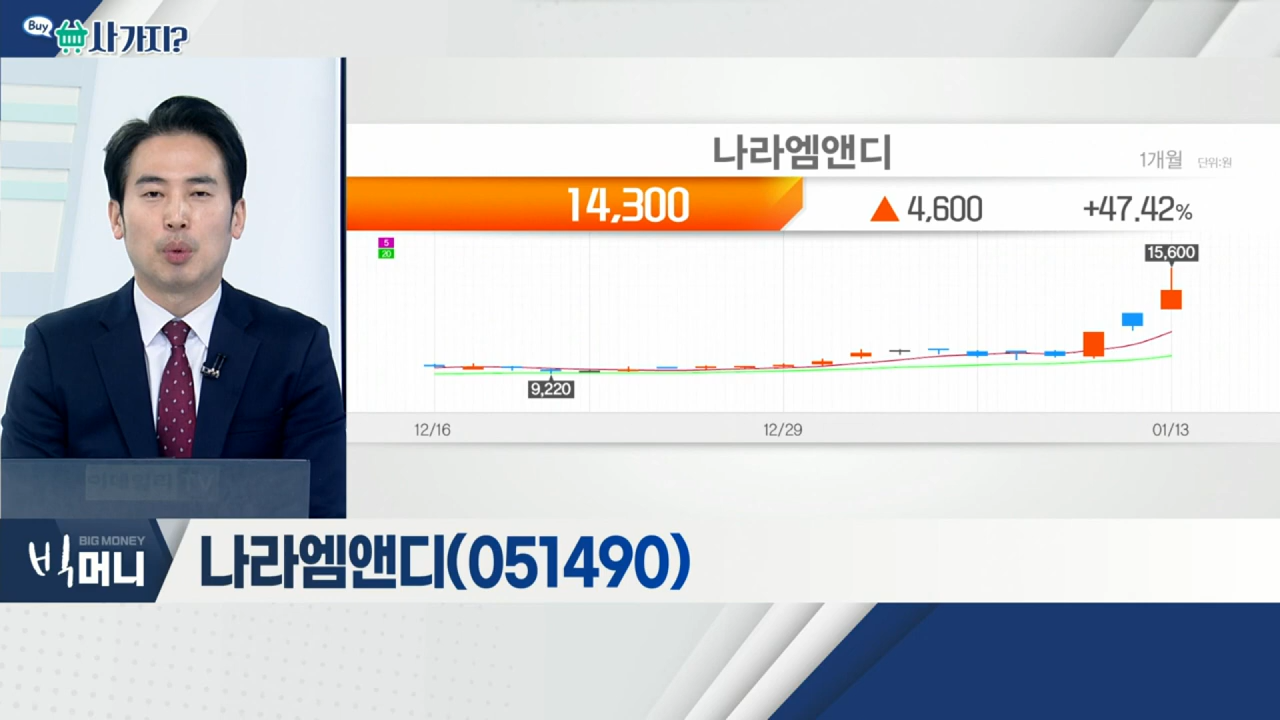 Buy
사 가지?
나라엠앤디
1개월 단위:원
14,300 ▲ 4,600 +47.42%
5
20
15,600
9,220
12/16 12/29 01/13
BIG MONEY
빅머니
나라엠앤디(051490)